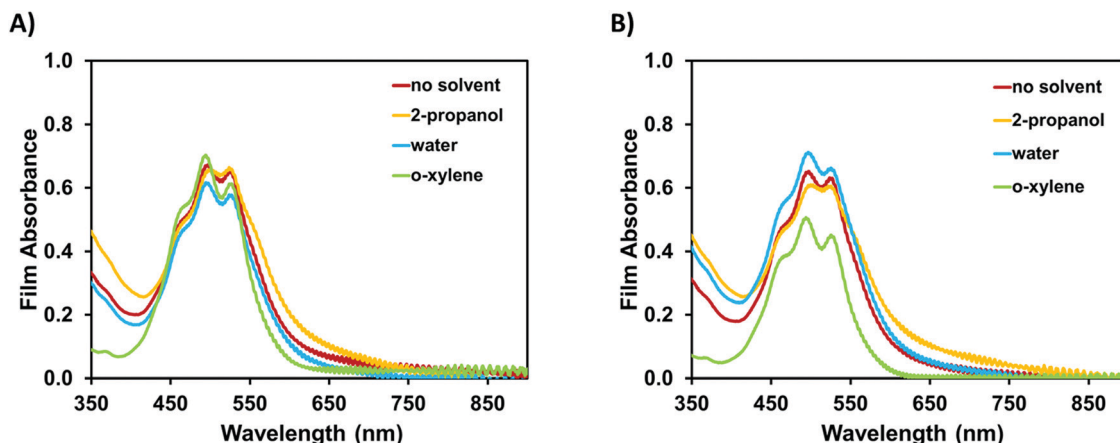 A)
1.0
0.8
0.6
0.4
0.2
0.0
Film Absorbance
no solvent
2-propanol
water
o-xylene
350 450 550 650 750 850
Wavelength (nm)
B)
1.0
0.8
0.6
0.4
0.2
0.0
Film Absorbance
no solvent
2-propanol
water
o-xylene
350 450 550 650 750 850
Wavelength (nm)